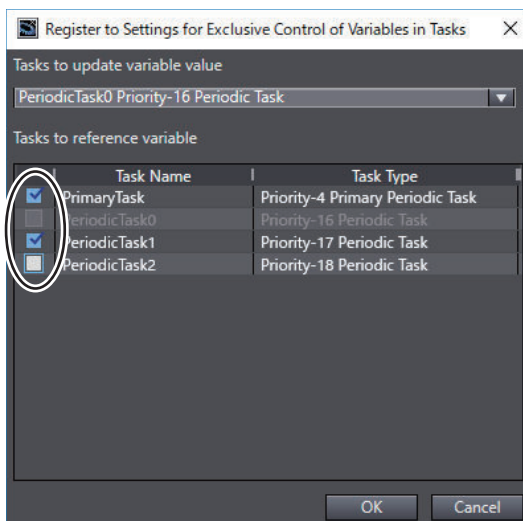 Register to Settings for Exclusive Control of Variables in Tasks
Tasks to update variable value
PeriodicTask0 Priority-16 Periodic Task
Tasks to reference variable
Task Name Task Type
PrimaryTask Priority-4 Primary Periodic Task
PeriodicTask0 Priority-16 Periodic Task
PeriodicTask1 Priority-17 Periodic Task
PeriodicTask2 Priority-18 Periodic Task
OK Cancel